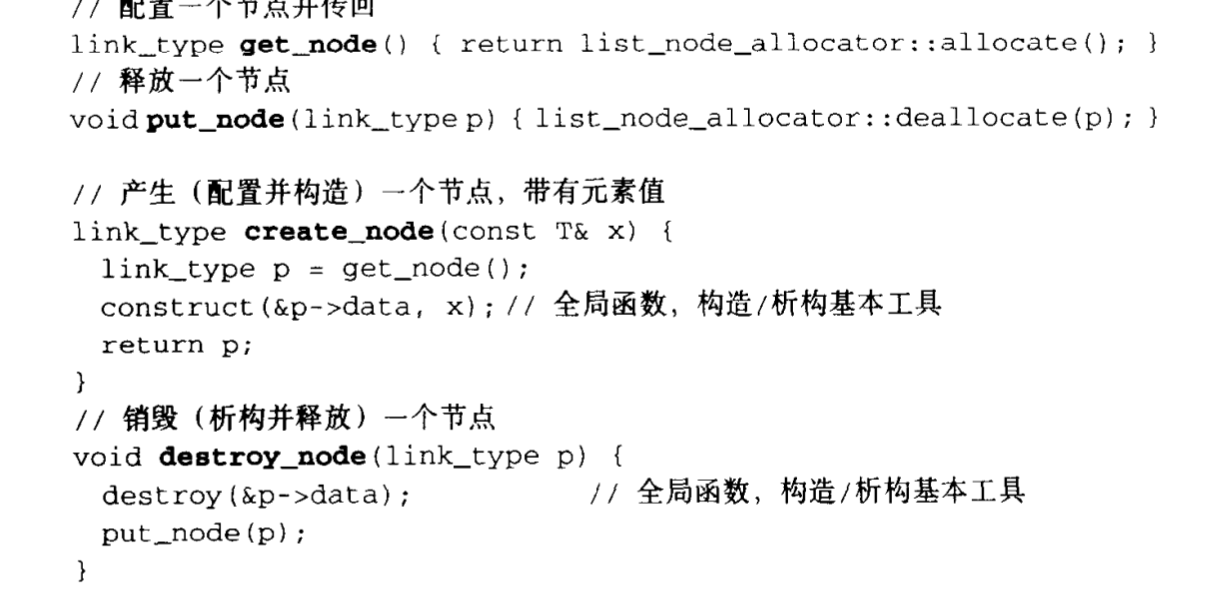 // 配置一个节点并传回
link_type get_node() { return list_node_allocator::allocate(); }
// 释放一个节点
void put_node(link_type p) { list_node_allocator::deallocate(p); }
// 产生（配置并构造）一个节点，带有元素值
link_type create_node(const T& x) {
link_type p = get_node();
construct(&p->data, x); // 全局函数，构造/析构基本工具
return p;
}
// 销毁（析构并释放）一个节点
void destroy_node(link_type p) {
destroy(&p->data); // 全局函数，构造/析构基本工具
put_node(p);
}